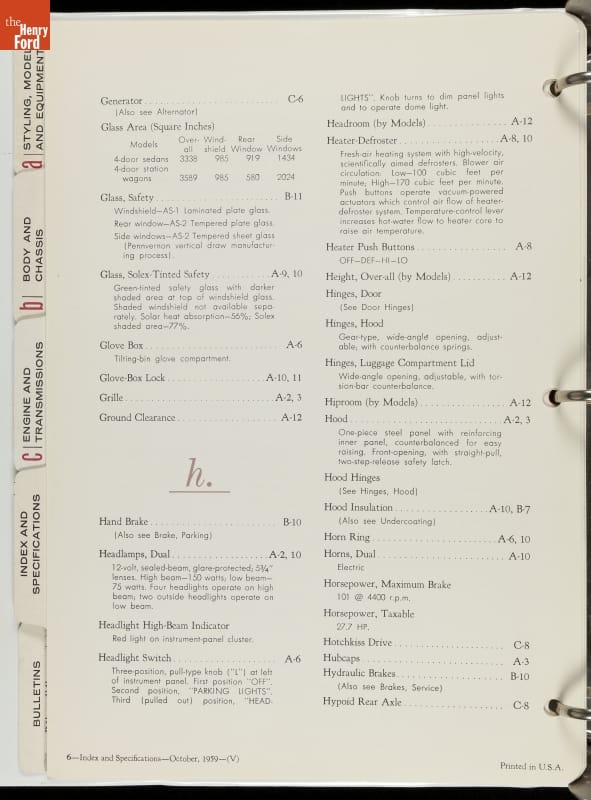 the
Henry
Ford
a STYLING, MODEL
AND EQUIPMENT
b BODY AND
CHASSIS
c ENGINE AND
TRANSMISSIONS
INDEX AND
SPECIFICATIONS
BULLETINS
Generator C-6
(Also see Alternator)
Glass Area (Square Inches)
Models Over-all Wind-shield Rear Window Side Windows
4-door sedans 3338 985 919 1434
4-door station
wagons 3589 985 580 2024
Glass, Safety B-11
Windshield—AS-1 Laminated plate glass.
Rear window—AS-2 Tempered plate glass.
Side windows—AS-2 Tempered sheet glass
(Pennvernon vertical draw manufactur-
ing process).
Glass, Solex-Tinted Safety A-9, 10
Green-tinted safety glass with darker
shaded area at top of windshield glass.
Shaded windshield not available sepa-
rately. Solar heat absorption—56%; Solex
shaded area—77%.
Glove Box A-6
Tilting-bin glove compartment.
Glove-Box Lock A-10, 11
Grille A-2, 3
Ground Clearance A-12
h.
Hand Brake B-10
(Also see Brake, Parking)
Headlamps, Dual A-2, 10
12-volt, sealed-beam, glare-protected; 5¾"
lenses. High beam—150 watts; low beam—
75 watts. Four headlights operate on high
beam; two outside headlights operate on
low beam.
Headlight High-Beam Indicator
Red light on instrument-panel cluster.
Headlight Switch A-6
Three-position, pull-type knob ("L") at left
of instrument panel. First position "OFF".
Second position, "PARKING LIGHTS".
Third (pulled out) position, "HEAD-
LIGHTS". Knob turns to dim panel lights
and to operate dome light.
Headroom (by Models) A-12
Heater-Defroster A-8, 10
Fresh-air heating system with high-velocity,
scientifically aimed defrosters. Blower air
circulation: Low—100 cubic feet per
minute; High—170 cubic feet per minute.
Push buttons operate vacuum-powered
actuators which control air flow of heater-
defroster system. Temperature-control lever
increases hot-water flow to heater core to
raise air temperature.
Heater Push Buttons A-8
OFF—DEF—HI—LO
Height, Over-all (by Models) A-12
Hinges, Door
(See Door Hinges)
Hinges, Hood
Gear-type, wide-angle opening, adjust-
able; with counterbalance springs.
Hinges, Luggage Compartment Lid
Wide-angle opening, adjustable, with tor-
sion-bar counterbalance.
Hiproom (by Models) A-12
Hood A-2, 3
One-piece steel panel with reinforcing
inner panel, counterbalanced for easy
raising. Front-opening, with straight-pull,
two-step-release safety latch.
Hood Hinges
(See Hinges, Hood)
Hood Insulation A-10, B-7
(Also see Undercoating)
Horn Ring A-6, 10
Horns, Dual A-10
Electric
Horsepower, Maximum Brake
101 @ 4400 r.p.m.
Horsepower, Taxable
27.7 HP.
Hotchkiss Drive C-8
Hubcaps A-3
Hydraulic Brakes B-10
(Also see Brakes, Service)
Hypoid Rear Axle C-8
6—Index and Specifications—October, 1959—(V)
Printed in U.S.A.